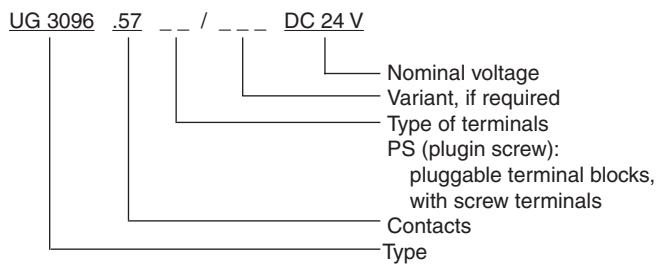 UG 3096 .57 _ _ / _ _ _ DC 24 V
Nominal voltage
Variant, if required
Type of terminals
PS (plugin screw):
pluggable terminal blocks,
with screw terminals
Contacts
Type